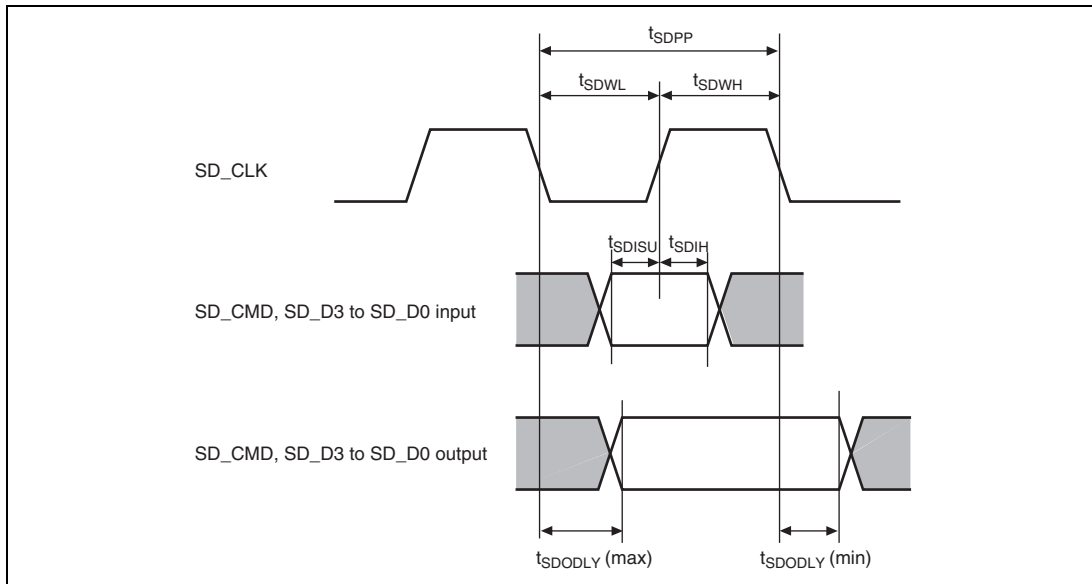 tSDPP
tSDWL tSDWH
SD_CLK
tSDISU tSDIH
SD_CMD, SD_D3 to SD_D0 input
SD_CMD, SD_D3 to SD_D0 output
tSDODLY (max) tSDODLY (min)